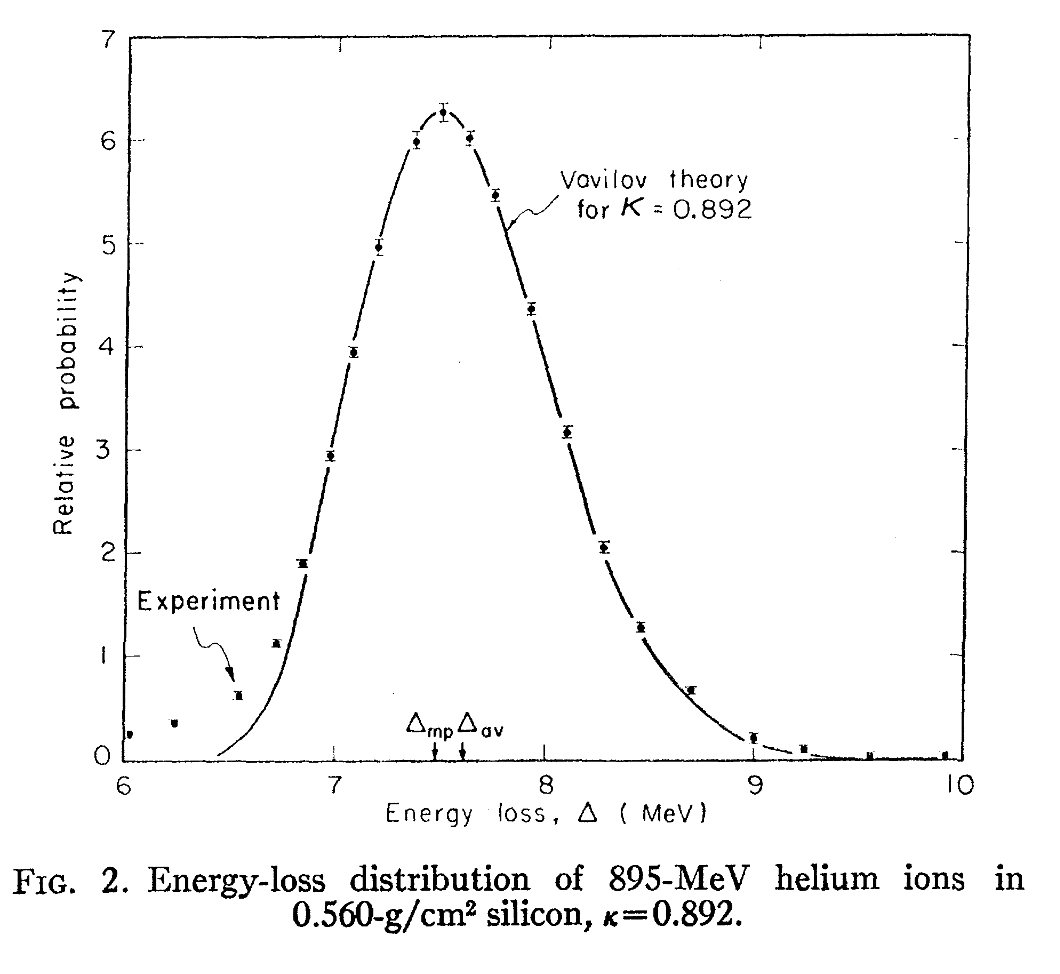 7
6
5
4
3
2
1
0
Relative probability
Vavilov theory
for K = 0.892
Experiment
Δmp Δav
6 7 8 9 10
Energy loss, Δ ( MeV)
FIG. 2. Energy-loss distribution of 895-MeV helium ions in
0.560-g/cm² silicon, κ=0.892.